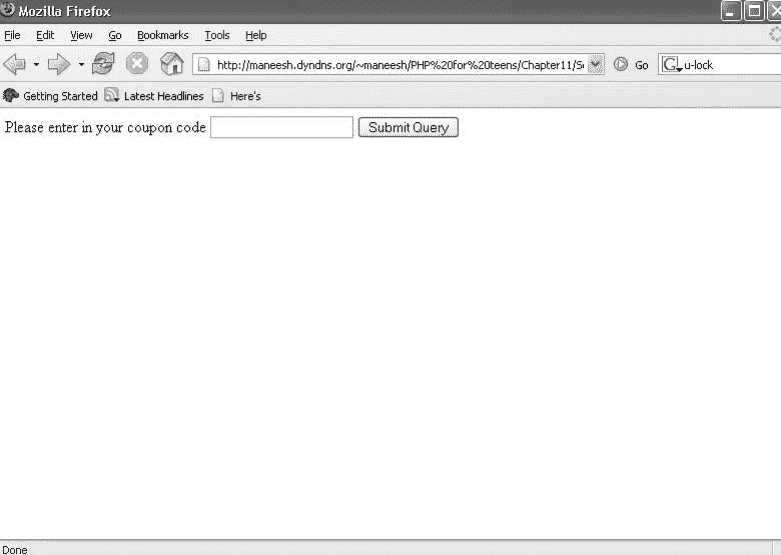 Mozilla Firefox
File Edit View Go Bookmarks Tools Help
http://maneesh.dyndns.org/~maneesh/PHP%20for%20teens/Chapter11/Se Go G u-lock
Getting Started Latest Headlines Here's
Please enter in your coupon code Submit Query
Done